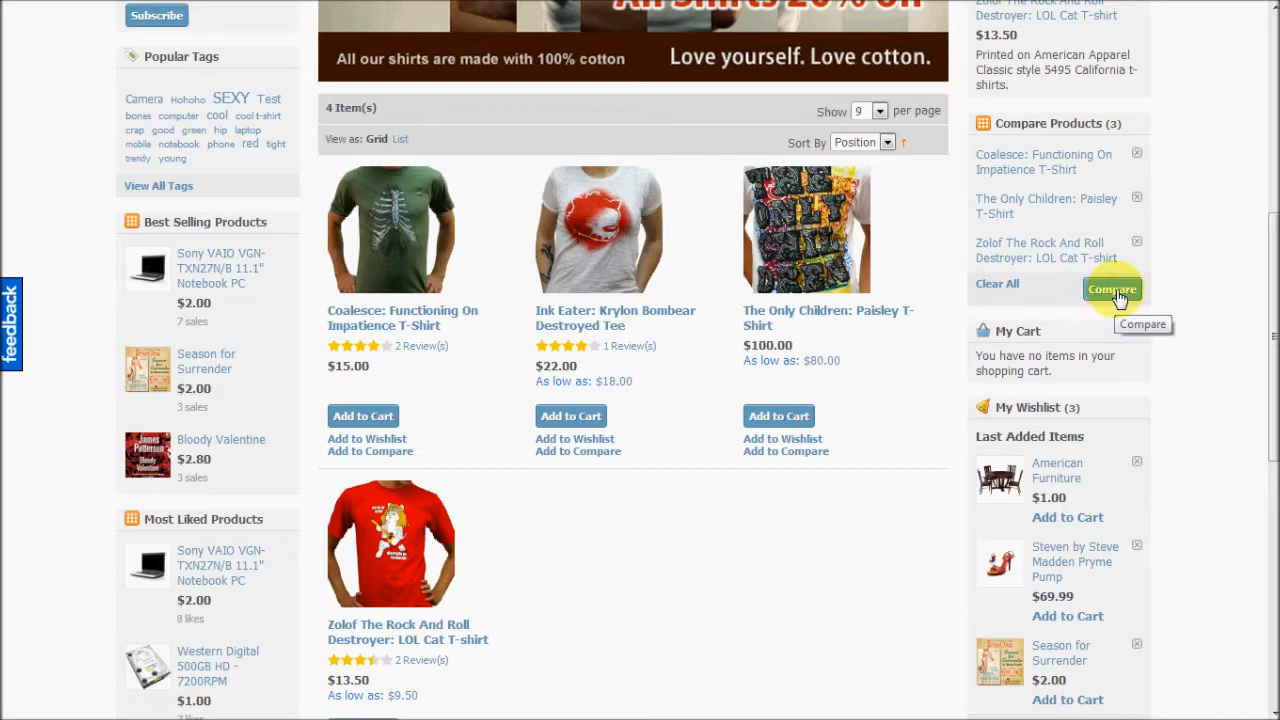 Subscribe
Popular Tags
Camera Hohoho SEXY Test
bones computer cool cool t-shirt
crap good green hip laptop
mobile notebook phone red tight
trendy young
View All Tags
Best Selling Products
Sony VAIO VGN-
TXN27N/B 11.1"
Notebook PC
$2.00
7 sales
Season for
Surrender
$2.00
3 sales
Bloody Valentine
$2.80
3 sales
Most Liked Products
Sony VAIO VGN-
TXN27N/B 11.1"
Notebook PC
$2.00
8 likes
Western Digital
500GB HD -
7200RPM
$1.00
feedback
All Shirts 20% Off
All our shirts are made with 100% cotton
Love yourself. Love cotton.
4 Item(s)
Show 9 per page
View as: Grid List
Sort By Position
Coalesce: Functioning On
Impatience T-Shirt
2 Review(s)
$15.00
Add to Cart
Add to Wishlist
Add to Compare
Ink Eater: Krylon Bombear
Destroyed Tee
1 Review(s)
$22.00
As low as: $18.00
Add to Cart
Add to Wishlist
Add to Compare
The Only Children: Paisley T-
Shirt
$100.00
As low as: $80.00
Add to Cart
Add to Wishlist
Add to Compare
Zolof The Rock And Roll
Destroyer: LOL Cat T-shirt
2 Review(s)
$13.50
As low as: $9.50
Zolof The Rock And Roll
Destroyer: LOL Cat T-shirt
$13.50
Printed on American Apparel
Classic style 5495 California t-
shirts.
Compare Products (3)
Coalesce: Functioning On
Impatience T-Shirt
The Only Children: Paisley
T-Shirt
Zolof The Rock And Roll
Destroyer: LOL Cat T-shirt
Clear All
Compare
Compare
My Cart
You have no items in your
shopping cart.
My Wishlist (3)
Last Added Items
American
Furniture
$1.00
Add to Cart
Steven by Steve
Madden Pryme
Pump
$69.99
Add to Cart
Season for
Surrender
$2.00
Add to Cart